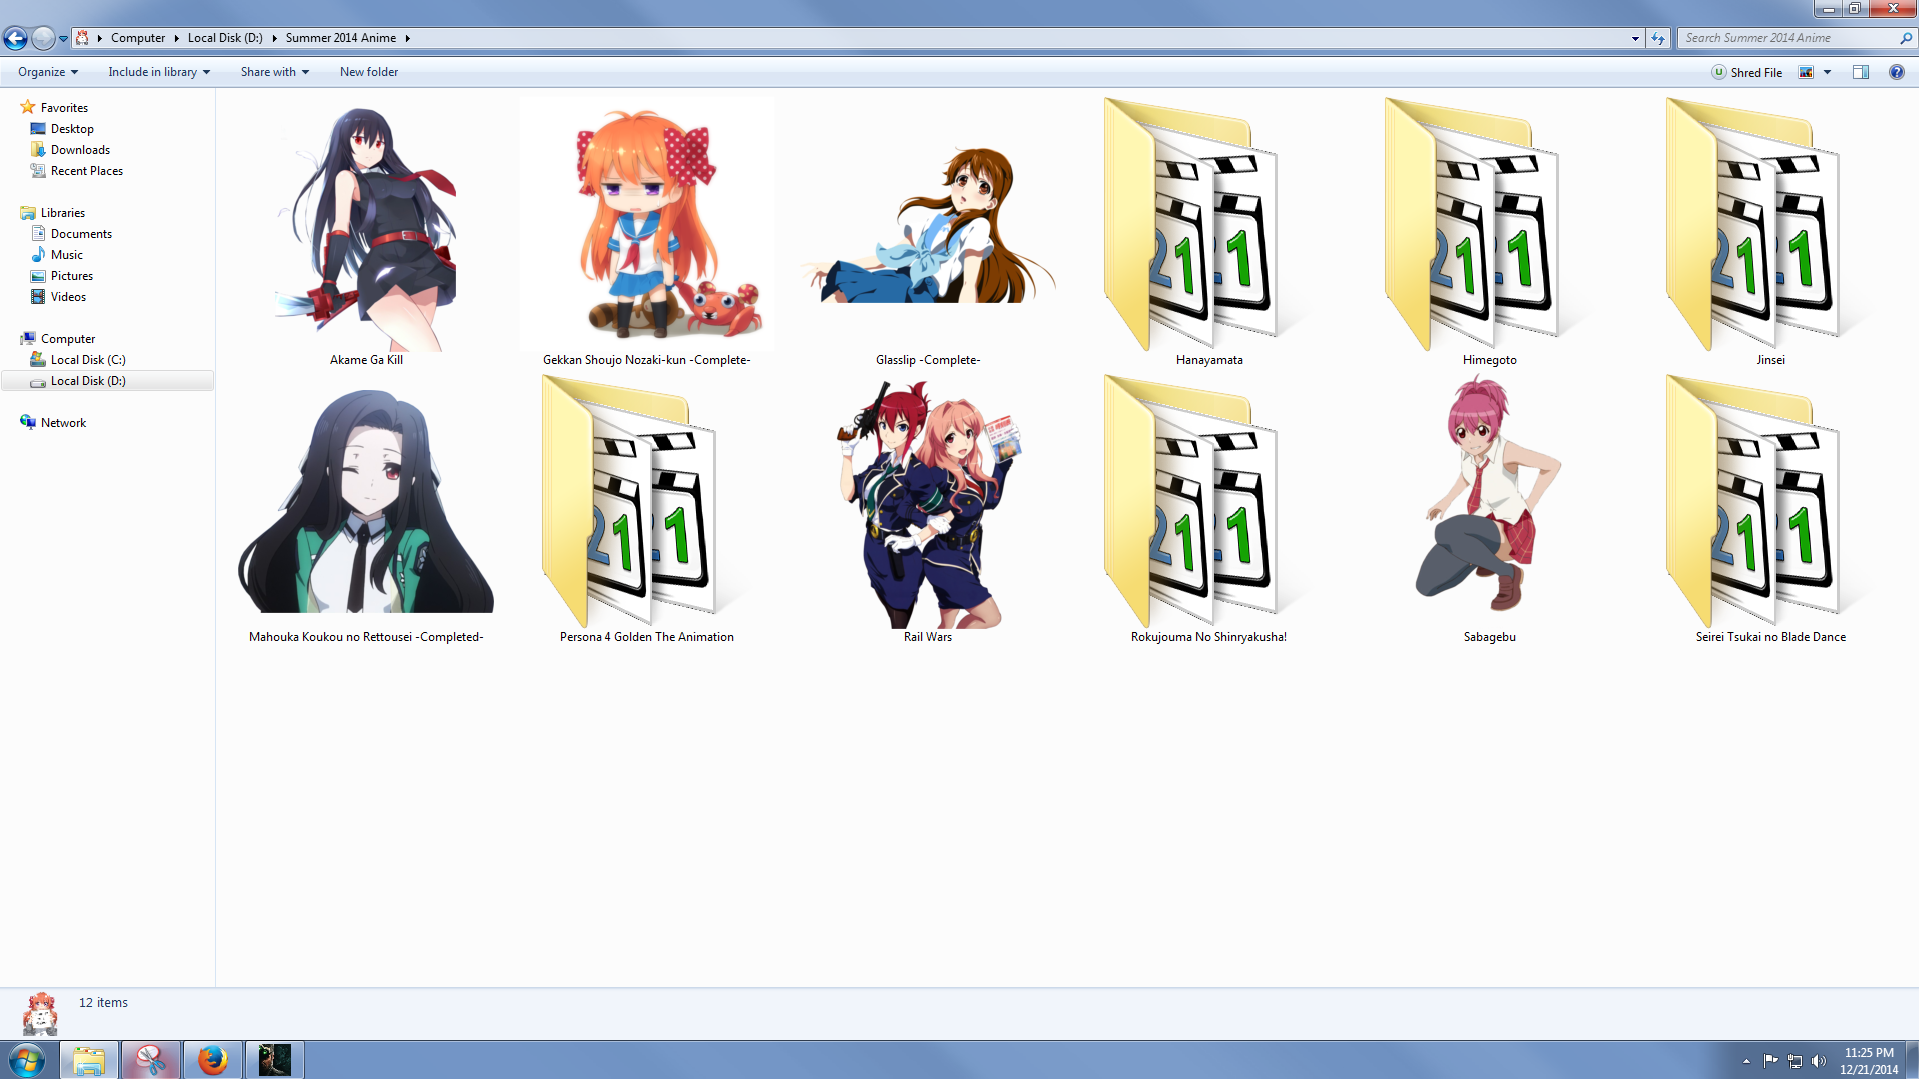 Computer
Local Disk (D:)
Summer 2014 Anime
Search Summer 2014 Anime
Organize
Include in library
Share with
New folder
Shred File
Favorites
Desktop
Downloads
Recent Places
Libraries
Documents
Music
Pictures
Videos
Computer
Local Disk (C:)
Local Disk (D:)
Network
Akame Ga Kill
Gekkan Shoujo Nozaki-kun -Complete-
Glasslip -Complete-
Hanayamata
Himegoto
Jinsei
Mahouka Koukou no Rettousei -Completed-
Persona 4 Golden The Animation
Rail Wars
Rokujouma No Shinryakusha!
Sabagebu
Seirei Tsukai no Blade Dance
12 items
11:25 PM
12/21/2014